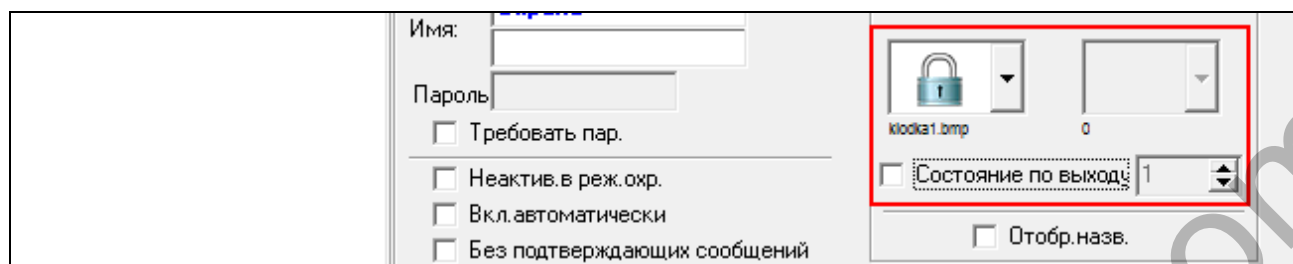 Имя:
Пароль
Требовать пар.
Неактив.в реж.охр.
Вкл.автоматически
Без подтверждающих сообщений
klodka1.bmp
0
Состояние по выходу 1
Отобр.назв.